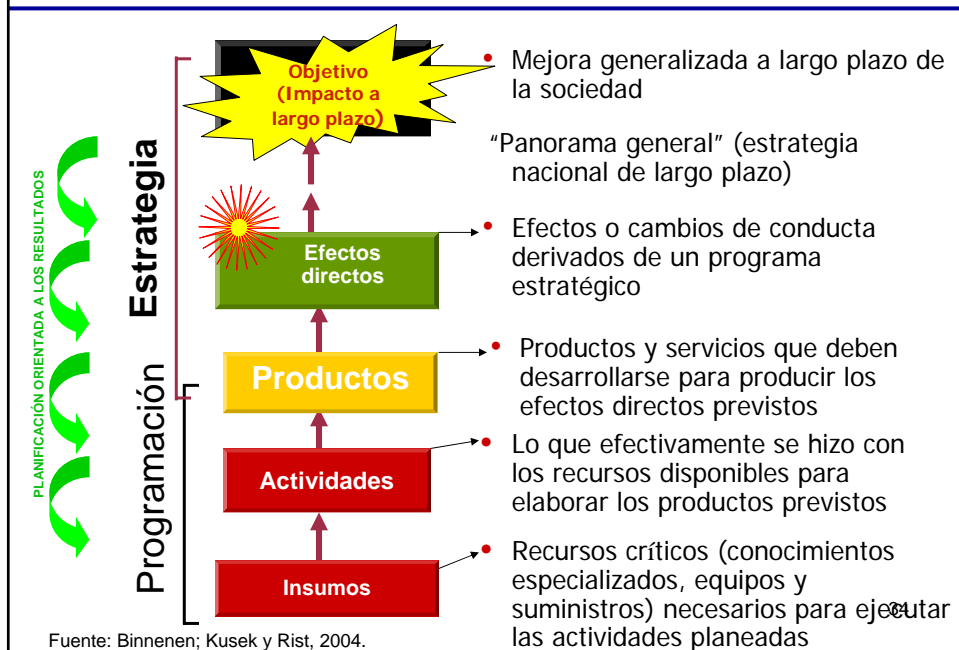 Objetivo
(Impacto a
largo plazo)
• Mejora generalizada a largo plazo de
la sociedad
“Panorama general” (estrategia
nacional de largo plazo)
PLANIFICACIÓN ORIENTADA A LOS RESULTADOS
Estrategia
Efectos
directos
• Efectos o cambios de conducta
derivados de un programa
estratégico
Productos
• Productos y servicios que deben
desarrollarse para producir los
efectos directos previstos
Programación
Actividades
• Lo que efectivamente se hizo con
los recursos disponibles para
elaborar los productos previstos
Insumos
• Recursos críticos (conocimientos
especializados, equipos y
suministros) necesarios para ejecutar
las actividades planeadas
34
Fuente: Binnenen; Kusek y Rist, 2004.